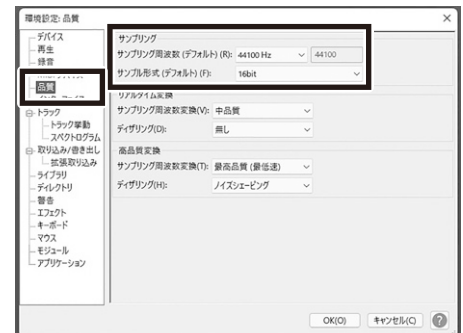 環境設定: 品質
デバイス
再生
録音
品質
トラック
トラック挙動
スペクトログラム
取り込み/書き出し
拡張取り込み
ライブラリ
ディレクトリ
警告
エフェクト
キーボード
マウス
モジュール
アプリケーション
サンプリング
サンプリング周波数 (デフォルト) (R): 44100 Hz 44100
サンプル形式 (デフォルト) (F): 16bit
リアルタイム変換
サンプリング周波数変換(V): 中品質
ディザリング(D): 無し
高品質変換
サンプリング周波数変換(T): 最高品質 (最低速)
ディザリング(H): ノイズシェーピング
OK(O) キャンセル(C) ?